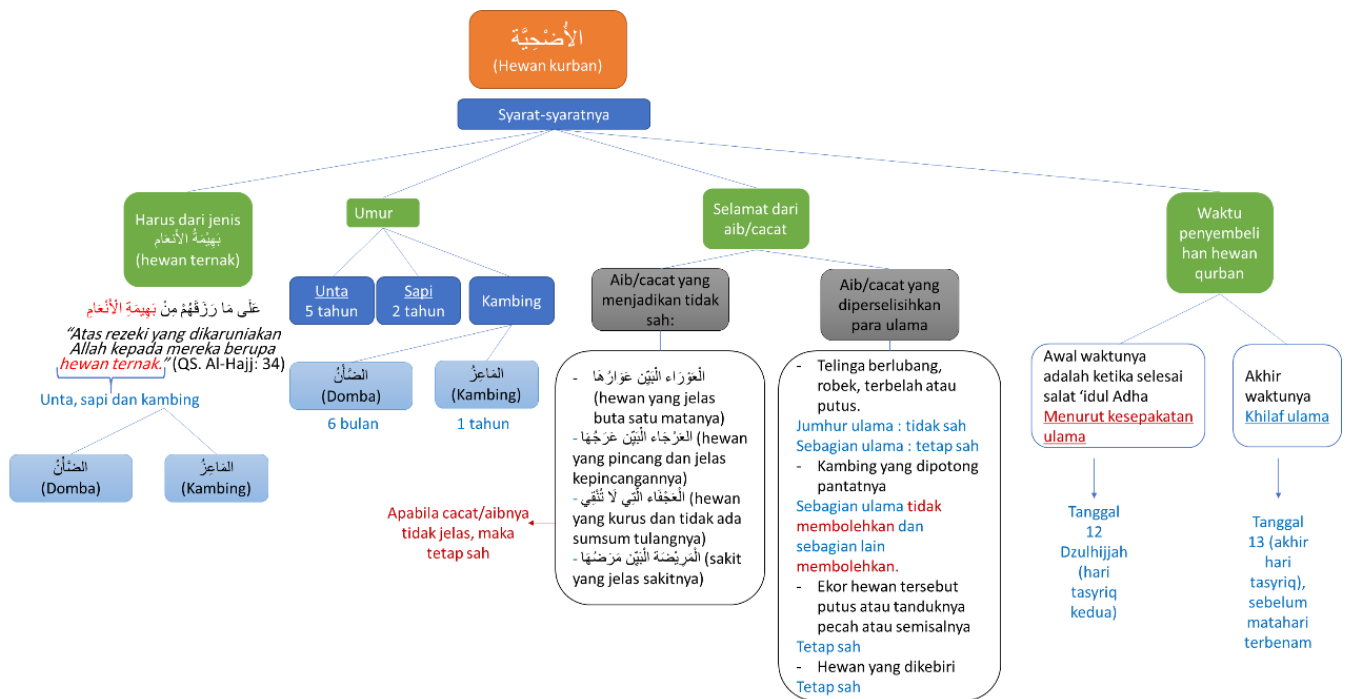 الأُضْحِيَّة
(Hewan kurban)
Syarat-syaratnya
Harus dari jenis
بَهِيْمَةُ الأَنعَامِ
(hewan ternak)
عَلَى مَا رَزَقَهُمْ مِنْ بَهِيمَةِ الْأَنْعَامِ
“Atas rezeki yang dikaruniakan
Allah kepada mereka berupa
hewan ternak.” (QS. Al-Hajj: 34)
Unta, sapi dan kambing
الضَّأْنُ
(Domba)
المَاعِزُ
(Kambing)
Umur
Unta
5 tahun
Sapi
2 tahun
Kambing
الضَّأْنُ
(Domba)
6 bulan
المَاعِزُ
(Kambing)
1 tahun
Selamat dari
aib/cacat
Aib/cacat yang
menjadikan tidak
sah:
- الْعَوْرَاء الْبَيِّن عَوَارُهَا
(hewan yang jelas
buta satu matanya)
- العَرْجَاء الْبَيِّن عَرَجُهَا (hewan
yang pincang dan jelas
kepincangannya)
- الْعَجْفَاء الَّتِي لَا تُنْقِي (hewan
yang kurus dan tidak ada
sumsum tulangnya)
- الْمَرِيْضَة الْبَيِّن مَرَضُهَا (sakit
yang jelas sakitnya)
Apabila cacat/aibnya
tidak jelas, maka
tetap sah
Aib/cacat yang
diperselisihkan
para ulama
- Telinga berlubang,
robek, terbelah atau
putus.
Jumhur ulama : tidak sah
Sebagian ulama : tetap sah
- Kambing yang dipotong
pantatnya
Sebagian ulama tidak
membolehkan dan
sebagian lain
membolehkan.
- Ekor hewan tersebut
putus atau tanduknya
pecah atau semisalnya
Tetap sah
- Hewan yang dikebiri
Tetap sah
Waktu
penyembeli
han hewan
qurban
Awal waktunya
adalah ketika selesai
salat ‘idul Adha
Menurut kesepakatan
ulama
Tanggal
12
Dzulhijjah
(hari
tasyriq
kedua)
Akhir
waktunya
Khilaf ulama
Tanggal
13 (akhir
hari
tasyriq),
sebelum
matahari
terbenam